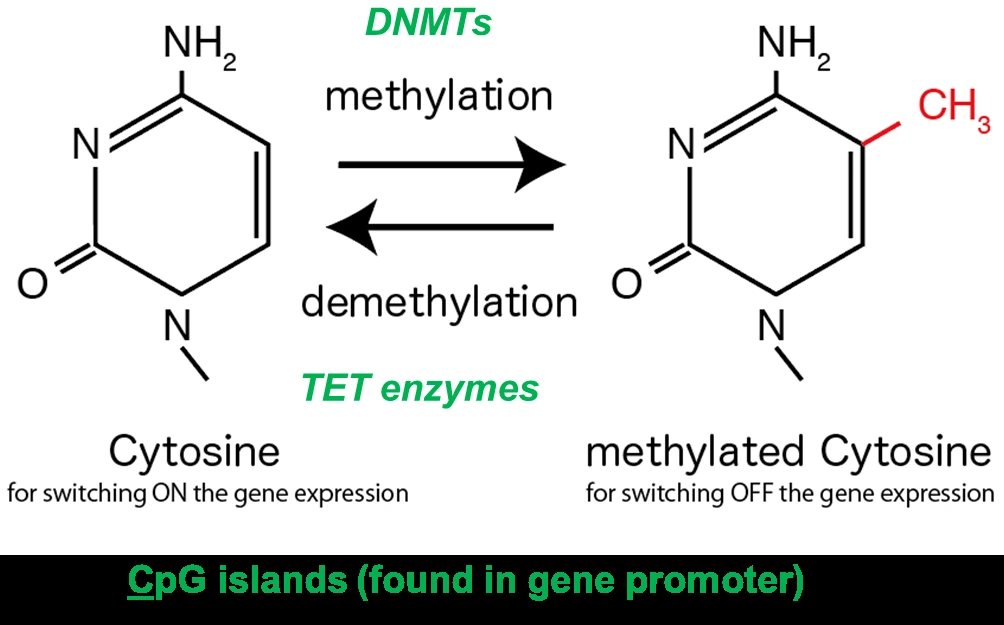 DNMTs
methylation
demethylation
TET enzymes
NH2
N
O
N
Cytosine
for switching ON the gene expression
NH2
CH3
N
O
N
methylated Cytosine
for switching OFF the gene expression
CpG islands (found in gene promoter)